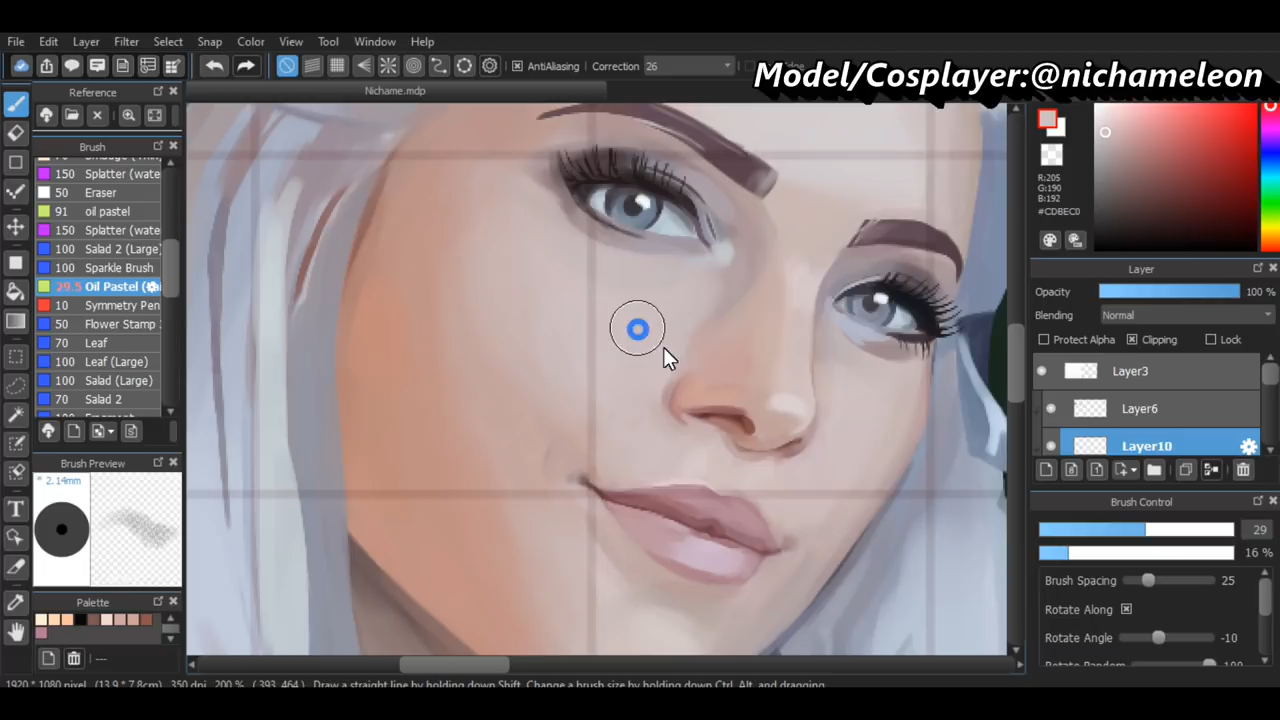 Model/Cosplayer:@nichameleon
File Edit Layer Filter Select Snap Color View Tool Window Help
AntiAliasing Correction 26
Reference
Nichame.mdp
Brush
150 Splatter (wate
50 Eraser
91 oil pastel
150 Splatter (wate
100 Salad 2 (Large)
100 Sparkle Brush
29.5 Oil Pastel
10 Symmetry Pen
50 Flower Stamp
70 Leaf
100 Leaf (Large)
100 Salad (Large)
70 Salad 2
Brush Preview
* 2.14mm
Palette
---
R:205
G:190
B:192
#CDBEC0
Layer
Opacity 100 %
Blending Normal
Protect Alpha Clipping Lock
Layer3
Layer6
Layer10
Brush Control
29
16 %
Brush Spacing 25
Rotate Along
Rotate Angle -10
Rotate Random 100
1920 * 1080 pixel (13.9 * 7.8cm) 350 dpi 200 % ( 393, 464 ) Draw a straight line by holding down Shift, Change a brush size by holding down Ctrl, Alt, and dragging